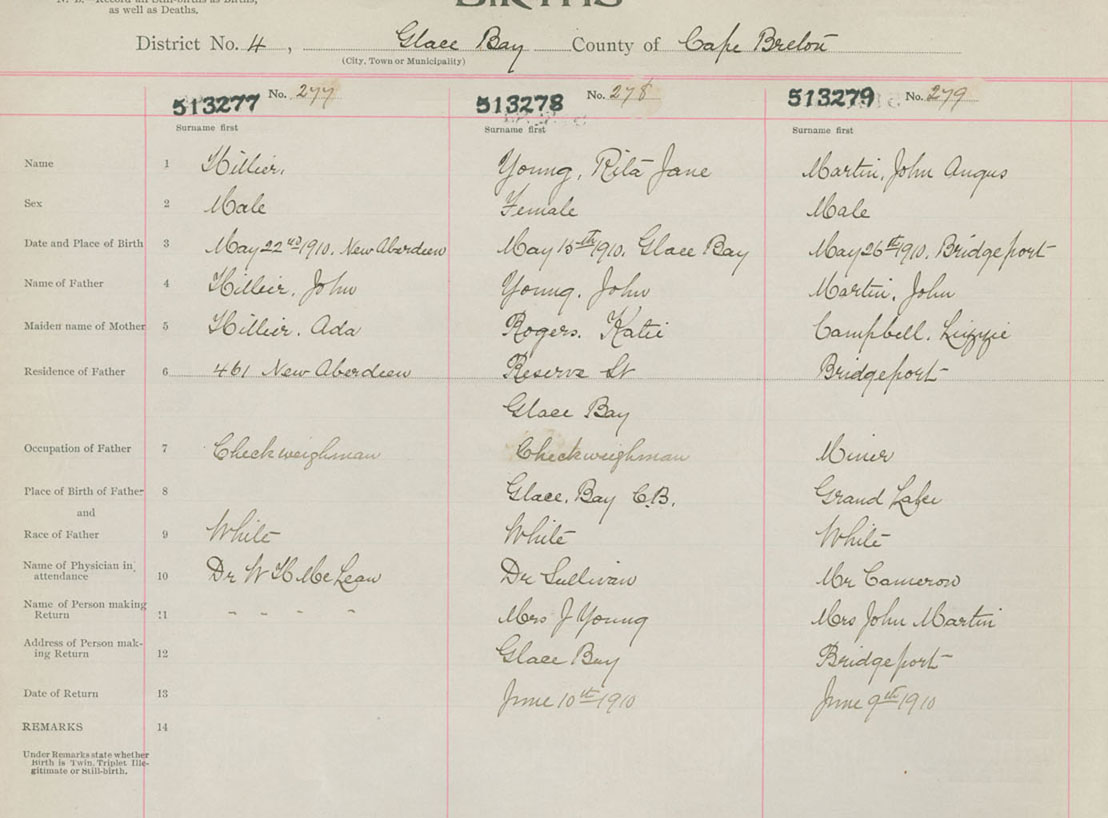 N. B.—Record all Still-births as Births,
as well as Deaths.
BIRTHS
District No. 4, Glace Bay County of Cape Breton
(City, Town or Municipality)
513277 No. 277 513278 No. 278 513279 No. 279
Surname first Surname first Surname first
Name 1 Hillier, Young, Rita Jane Martin, John Angus
Sex 2 Male Female Male
Date and Place of Birth 3 May 22nd 1910. New Aberdeen May 15th 1910. Glace Bay May 26th 1910. Bridgeport
Name of Father 4 Hillier, John Young. John Martin, John
Maiden name of Mother 5 Hillier. Ada Rogers. Katie Campbell. Lizzie
Residence of Father 6 461 New Aberdeen Reserve St Bridgeport
Glace Bay
Occupation of Father 7 Checkweighman Checkweighman Miner
Place of Birth of Father 8 Glace. Bay C.B. Grand Lake
and
Race of Father 9 White White White
Name of Physician in attendance 10 Dr W H McLean Dr Sullivan Mr Cameron
Name of Person making Return 11 - - - - Mrs J Young Mrs John Martin
Address of Person mak-ing Return 12 Glace Bay Bridgeport
Date of Return 13 June 10th 1910 June 9th 1910
REMARKS 14
Under Remarks state whether
Birth is Twin, Triplet Ille-
gitimate or Still-birth.